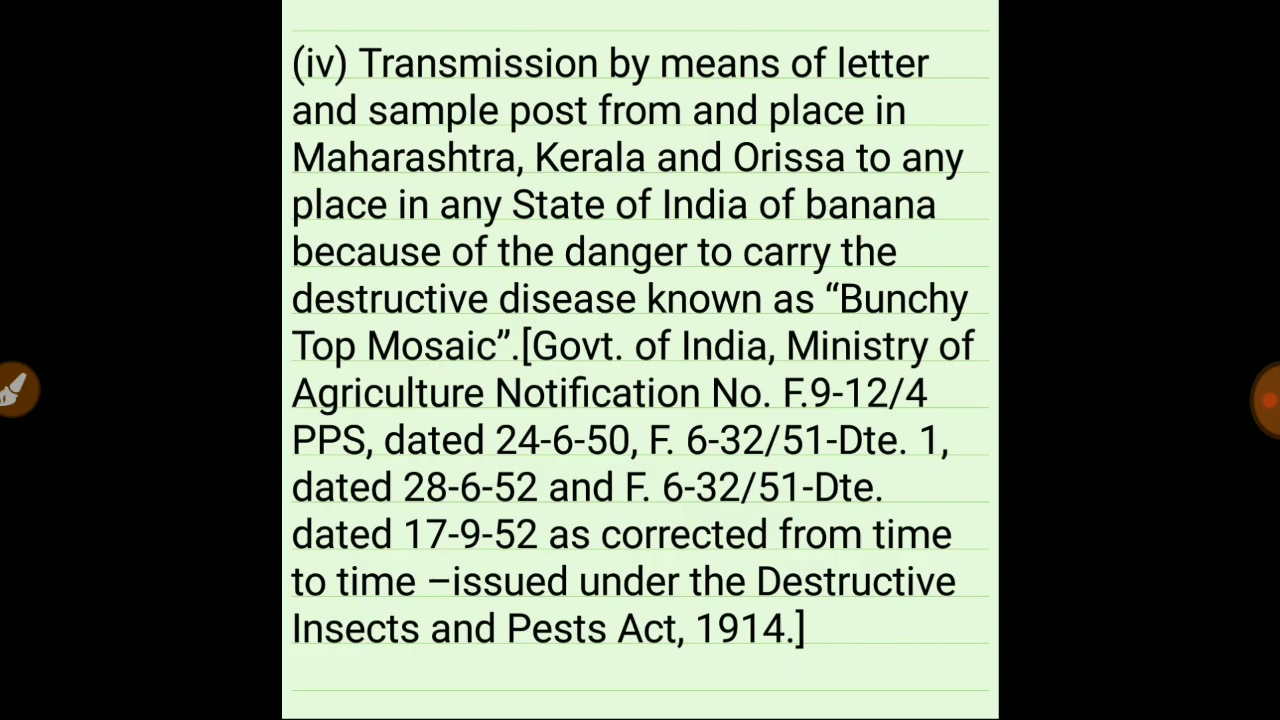 (iv) Transmission by means of letter
and sample post from and place in
Maharashtra, Kerala and Orissa to any
place in any State of India of banana
because of the danger to carry the
destructive disease known as “Bunchy
Top Mosaic”.[Govt. of India, Ministry of
Agriculture Notification No. F.9-12/4
PPS, dated 24-6-50, F. 6-32/51-Dte. 1,
dated 28-6-52 and F. 6-32/51-Dte.
dated 17-9-52 as corrected from time
to time –issued under the Destructive
Insects and Pests Act, 1914.]